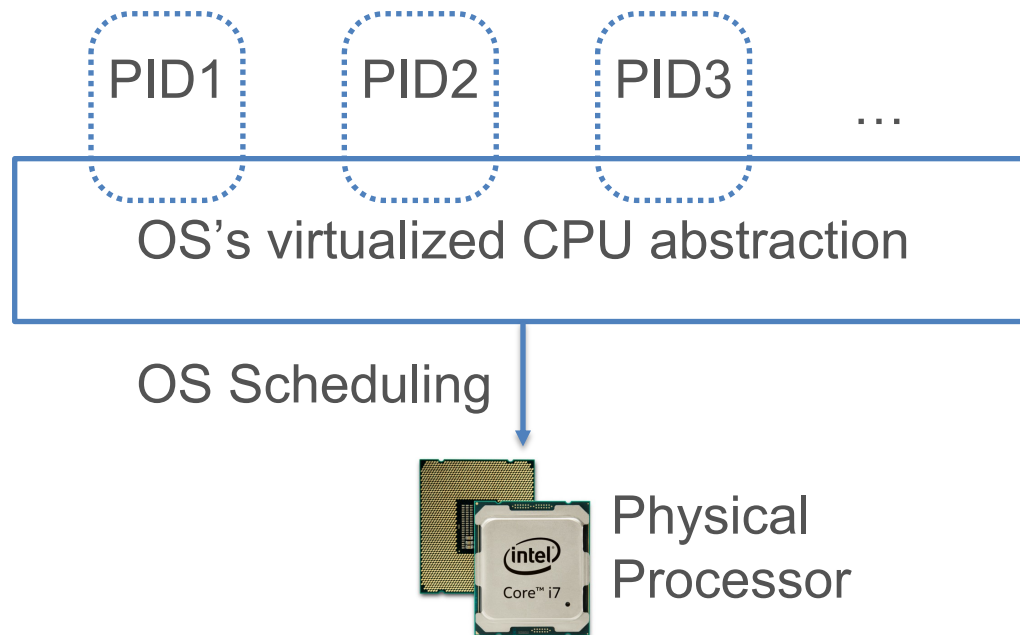 PID1 PID2 PID3 …
OS’s virtualized CPU abstraction
OS Scheduling
Physical
Processor
intel
Core™ i7